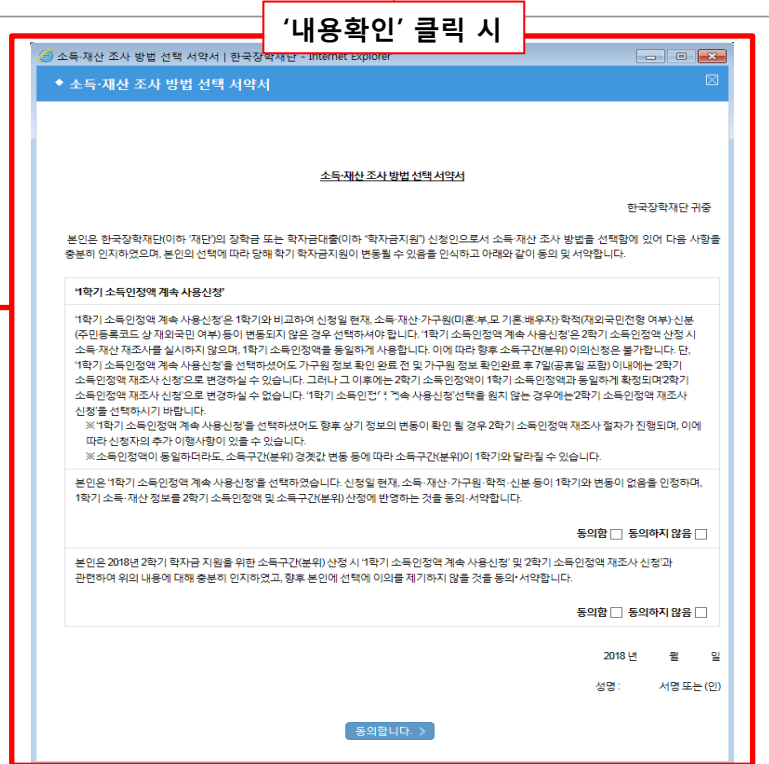 ‘내용확인’ 클릭 시
소득·재산 조사 방법 선택 서약서 | 한국장학재단 - Internet Explorer
소득·재산 조사 방법 선택 서약서
소득·재산 조사 방법 선택 서약서
한국장학재단 귀중
본인은 한국장학재단(이하 ‘재단’)의 장학금 또는 학자금대출(이하 “학자금지원”) 신청인으로서 소득·재산 조사 방법을 선택함에 있어 다음 사항을
충분히 인지하였으며, 본인의 선택에 따라 당해 학기 학자금지원이 변동될 수 있음을 인식하고 아래와 같이 동의 및 서약합니다.
‘1학기 소득인정액 계속 사용신청’
‘1학기 소득인정액 계속 사용신청’은 1학기와 비교하여 신청일 현재, 소득·재산·가구원(미혼:부,모 기혼:배우자)·학적(재외국민전형 여부)·신분
(주민등록코드 상 재외국민 여부) 등이 변동되지 않은 경우 선택하셔야 합니다. ‘1학기 소득인정액 계속 사용신청’은 2학기 소득인정액 산정 시
소득·재산 재조사를 실시하지 않으며, 1학기 소득인정액을 동일하게 사용합니다. 이에 따라 향후 소득구간(분위) 이의신청은 불가합니다. 단,
‘1학기 소득인정액 계속 사용신청’을 선택하셨어도 가구원 정보 확인 완료 전 및 가구원 정보 확인완료 후 7일(공휴일 포함) 이내에는 ‘2학기
소득인정액 재조사 신청’으로 변경하실 수 있습니다. 그러나 그 이후에는 2학기 소득인정액이 1학기 소득인정액과 동일하게 확정되며 ‘2학기
소득인정액 재조사 신청’으로 변경하실 수 없습니다. ‘1학기 소득인정액 계속 사용신청’선택을 원지 않는 경우에는 ‘2학기 소득인정액 재조사
신청’을 선택하시기 바랍니다.
※ ‘1학기 소득인정액 계속 사용신청’을 선택하셨어도 향후 상기 정보의 변동이 확인 될 경우 2학기 소득인정액 재조사 절차가 진행되며, 이에
따라 신청자의 추가 이행사항이 있을 수 있습니다.
※ 소득인정액이 동일하더라도, 소득구간(분위) 경곗값 변동 등에 따라 소득구간(분위)이 1학기와 달라질 수 있습니다.
본인은 ‘1학기 소득인정액 계속 사용신청’을 선택하였습니다. 신청일 현재, 소득·재산·가구원·학적·신분 등이 1학기와 변동이 없음을 인정하며,
1학기 소득·재산 정보를 2학기 소득인정액 및 소득구간(분위) 산정에 반영하는 것을 동의·서약합니다.
동의함 동의하지 않음
본인은 2018년 2학기 학자금 지원을 위한 소득구간(분위) 산정 시 ‘1학기 소득인정액 계속 사용신청’ 및 ‘2학기 소득인정액 재조사 신청’과
관련하여 위의 내용에 대해 충분히 인지하였고, 향후 본인에 선택에 이의를 제기하지 않을 것을 동의·서약합니다.
동의함 동의하지 않음
2018 년 월 일
성명 : 서명 또는 (인)
동의합니다. >